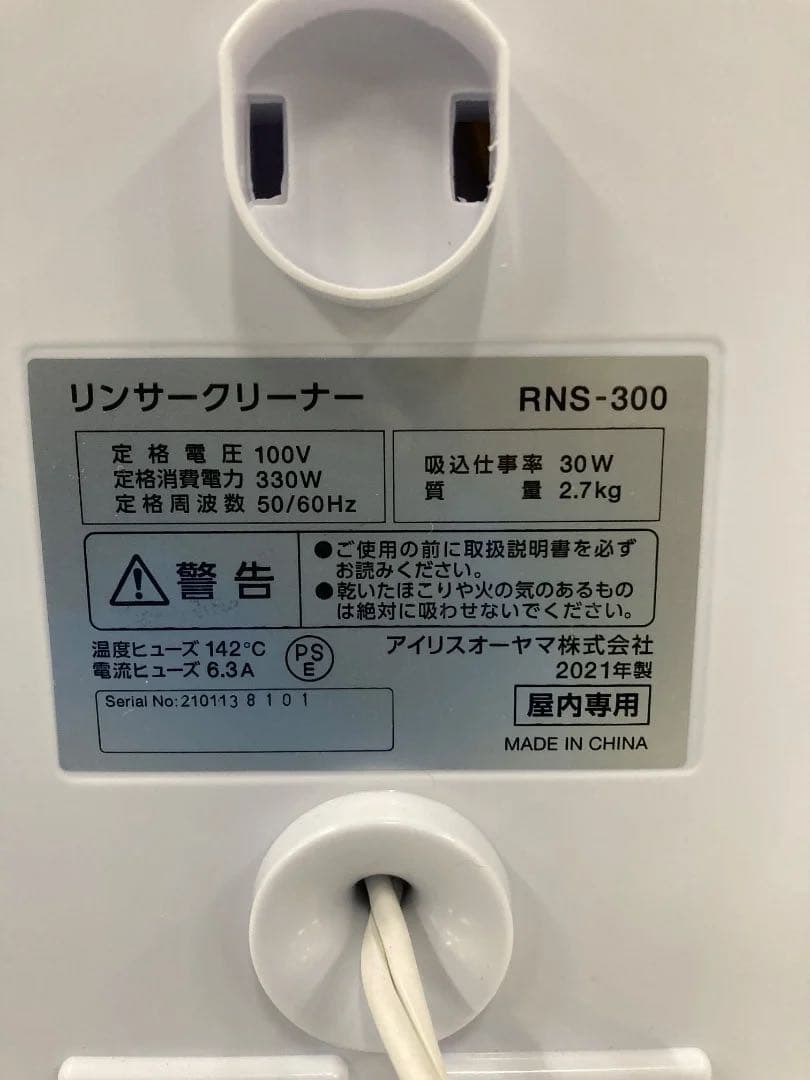 リンサークリーナー RNS-300
定格電圧 100V
定格消費電力 330W
定格周波数 50/60Hz
吸込仕事率 30W
質量 2.7kg
警告
●ご使用の前に取扱説明書を必ず
お読みください。
●乾いたほこりや火の気のあるもの
は絶対に吸わせないでください。
温度ヒューズ 142°C
電流ヒューズ 6.3A
PS
E
アイリスオーヤマ株式会社
2021年製
Serial No:210113 8 1 0 1
屋内専用
MADE IN CHINA